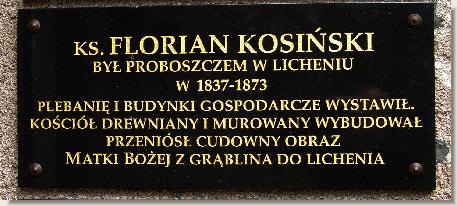 KS. FLORIAN KOSIŃSKI
BYŁ PROBOSZCZEM W LICHENIU
W 1837-1873
PLEBANIĘ I BUDYNKI GOSPODARCZE WYSTAWIŁ.
KOŚCIÓŁ DREWNIANY I MUROWANY WYBUDOWAŁ
PRZENIÓSŁ CUDOWNY OBRAZ
MATKI BOŻEJ Z GRĄBLINA DO LICHENIA